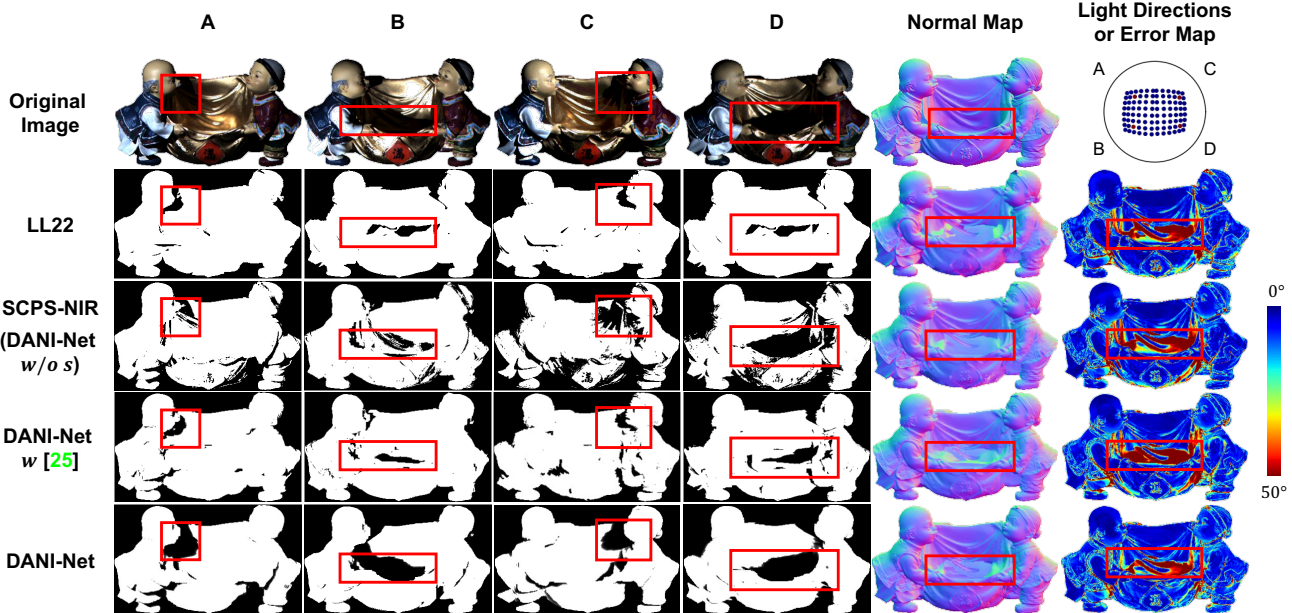 A B C D Normal Map Light Directions
or Error Map
Original
Image
A C
B D
LL22
SCPS-NIR
(DANI-Net
w/o s)
0°
DANI-Net
w [25]
50°
DANI-Net